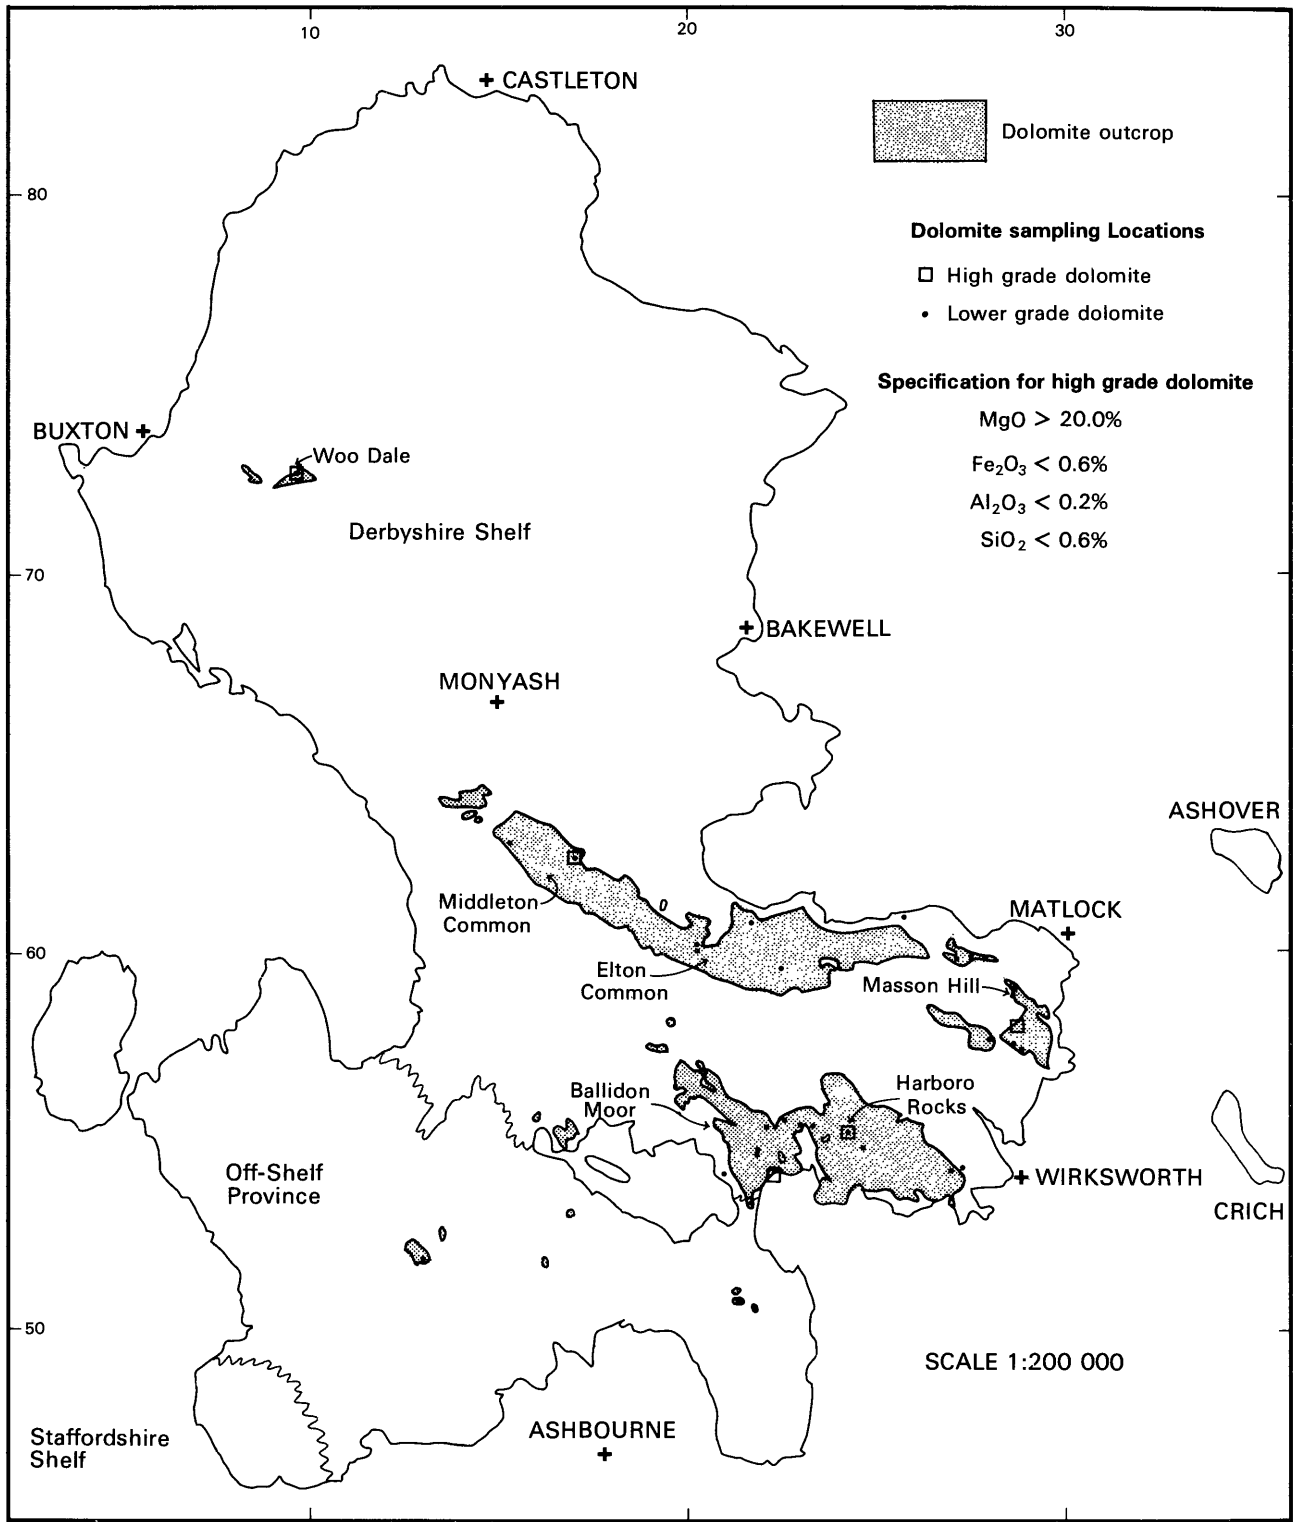 10
20
30
CASTLETON
Dolomite outcrop
80
Dolomite sampling Locations
High grade dolomite
Lower grade dolomite
Specification for high grade dolomite
MgO > 20.0%
BUXTON
Woo Dale
Fe₂O₃ < 0.6%
Al₂O₃ < 0.2%
Derbyshire Shelf
SiO₂ < 0.6%
70
BAKEWELL
MONYASH
ASHOVER
Middleton
Common
MATLOCK
60
Elton
Common
Masson Hill
Ballidon
Moor
Harboro
Rocks
Off-Shelf
Province
WIRKSWORTH
CRICH
50
SCALE 1:200 000
ASHBOURNE
Staffordshire
Shelf